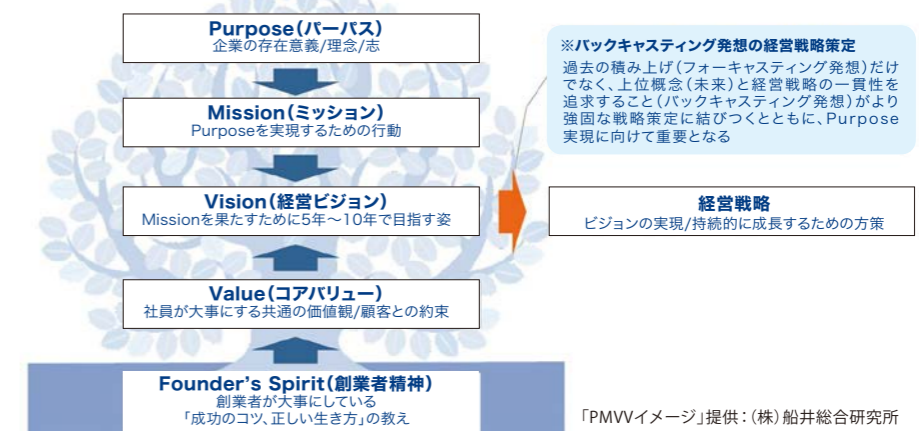 Purpose(パーパス)
企業の存在意義/理念/志
Mission(ミッション)
Purposeを実現するための行動
Vision(経営ビジョン)
Missionを果たすために5年〜10年で目指す姿
Value(コアバリュー)
社員が大事にする共通の価値観/顧客との約束
Founder's Spirit(創業者精神)
創業者が大事にしている
「成功のコツ、正しい生き方」の教え
※バックキャスティング発想の経営戦略策定
過去の積み上げ(フォーキャスティング発想)だけ
でなく、上位概念(未来)と経営戦略の一貫性を
追求すること(バックキャスティング発想)がより
強固な戦略策定に結びつくとともに、Purpose
実現に向けて重要となる
経営戦略
ビジョンの実現/持続的に成長するための方策
「PMVVイメージ」提供:(株)船井総合研究所